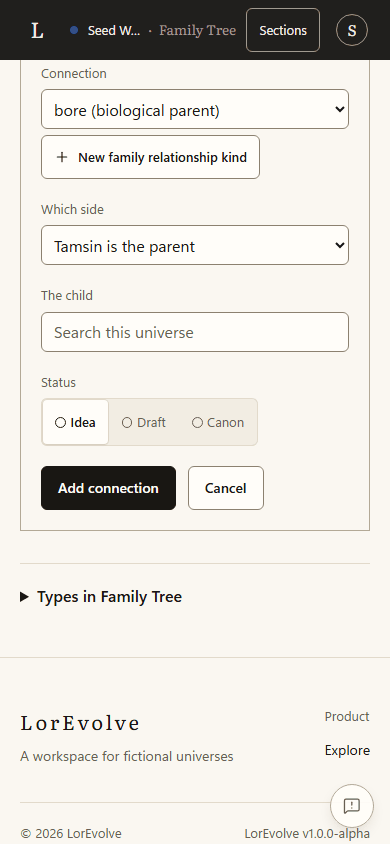 L Seed W... · Family Tree Sections S
Connection
bore (biological parent)
+ New family relationship kind
Which side
Tamsin is the parent
The child
Search this universe
Status
Idea Draft Canon
Add connection Cancel
Types in Family Tree
LorEvolve
A workspace for fictional universes
Product
Explore
© 2026 LorEvolve LorEvolve v1.0.0-alpha